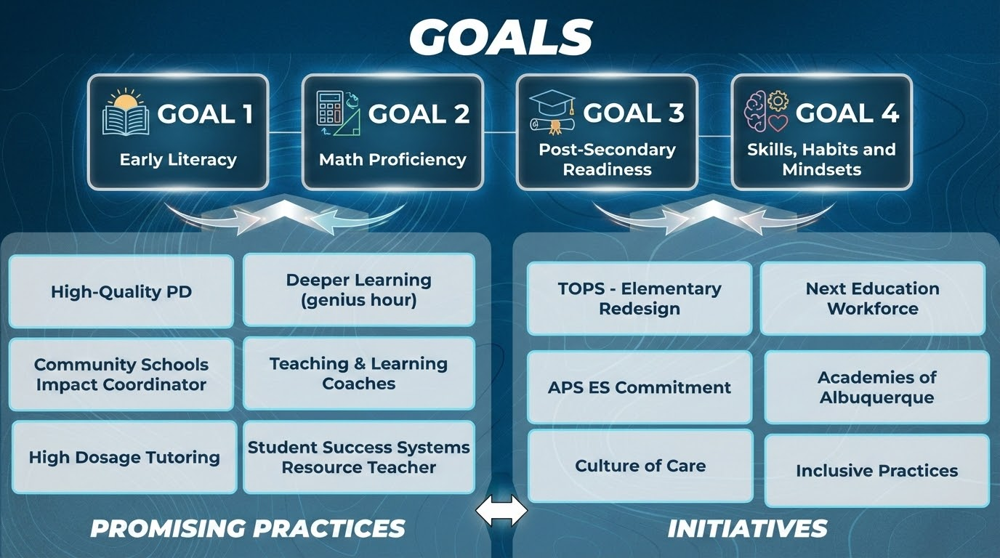 GOALS
GOAL 1
Early Literacy
GOAL 2
Math Proficiency
GOAL 3
Post-Secondary
Readiness
GOAL 4
Skills, Habits and
Mindsets
High-Quality PD
Deeper Learning
(genius hour)
Community Schools
Impact Coordinator
Teaching & Learning
Coaches
High Dosage Tutoring
Student Success Systems
Resource Teacher
PROMISING PRACTICES
TOPS - Elementary
Redesign
Next Education
Workforce
APS ES Commitment
Academies of
Albuquerque
Culture of Care
Inclusive Practices
INITIATIVES